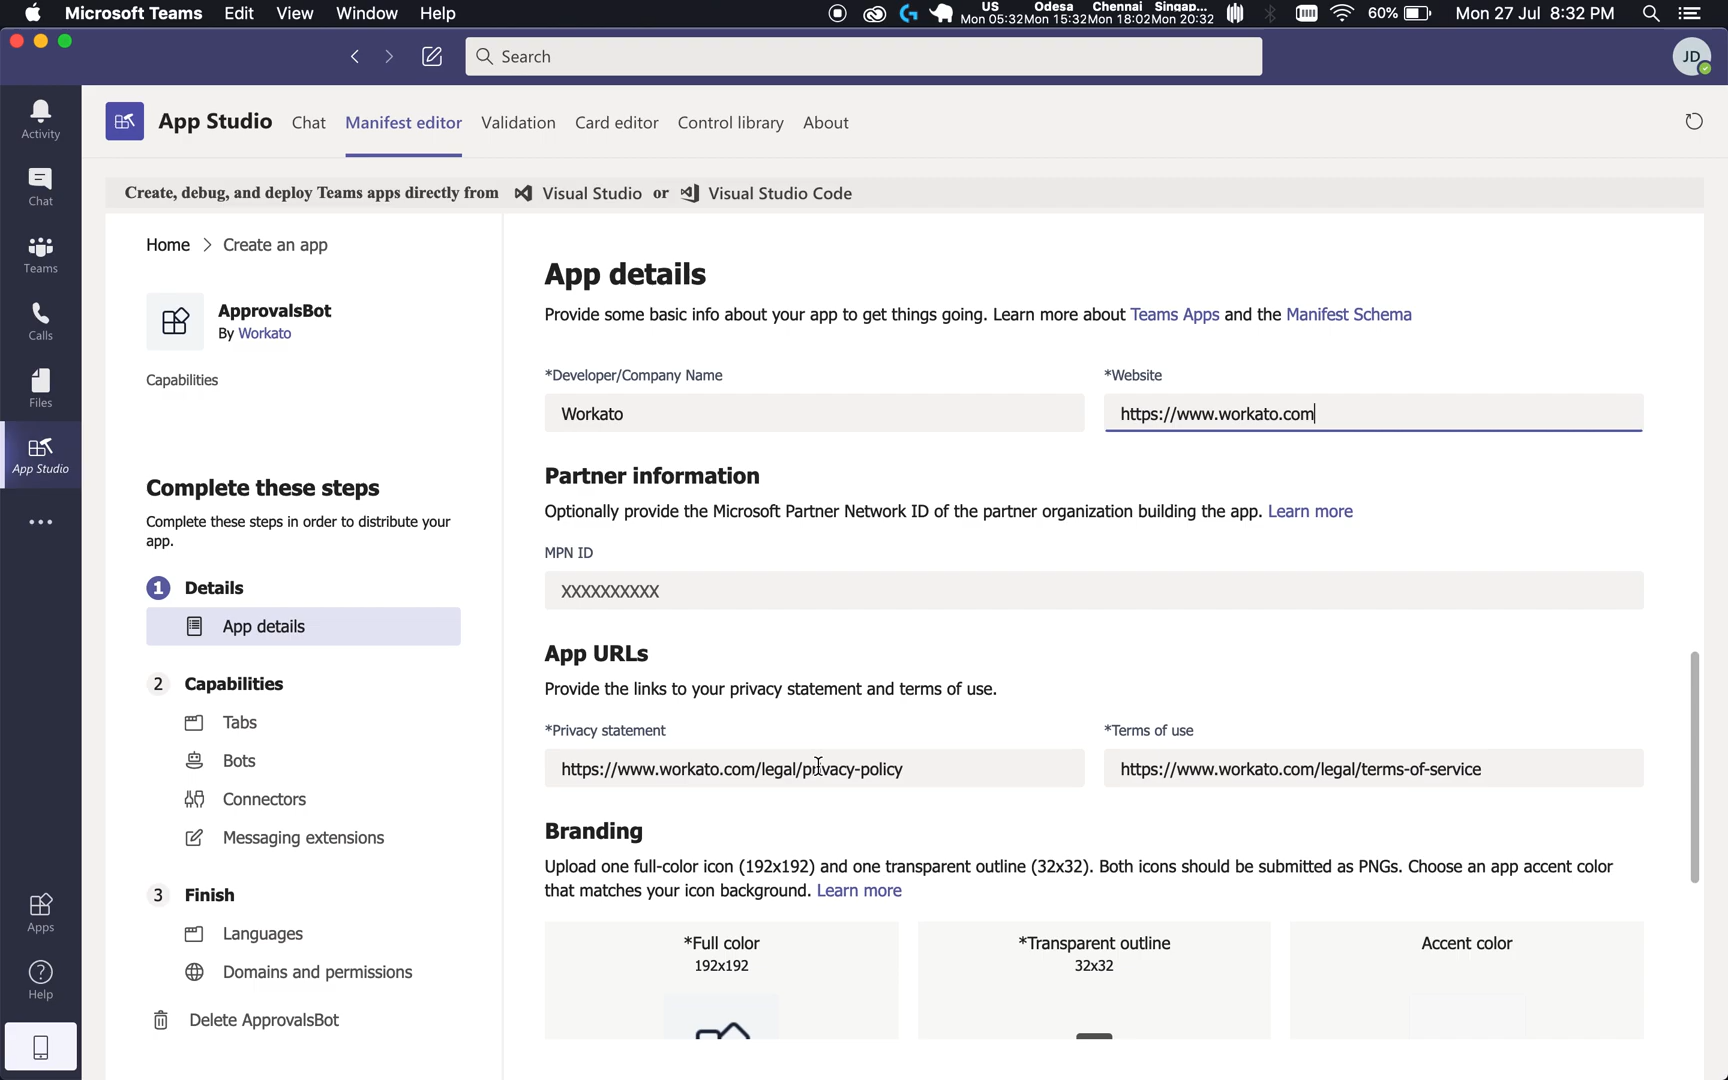 Microsoft Teams Edit View Window Help
US Odesa Chennai Singap...
Mon 05:32 Mon 15:32 Mon 18:02 Mon 20:32
60% Mon 27 Jul 8:32 PM
Search
JD
Activity
Chat
Teams
Calls
Files
App Studio
Apps
Help
App Studio Chat Manifest editor Validation Card editor Control library About
Create, debug, and deploy Teams apps directly from Visual Studio or Visual Studio Code
Home > Create an app
ApprovalsBot
By Workato
Capabilities
Complete these steps
Complete these steps in order to distribute your
app.
1 Details
App details
2 Capabilities
Tabs
Bots
Connectors
Messaging extensions
3 Finish
Languages
Domains and permissions
Delete ApprovalsBot
App details
Provide some basic info about your app to get things going. Learn more about Teams Apps and the Manifest Schema
*Developer/Company Name *Website
Workato https://www.workato.com
Partner information
Optionally provide the Microsoft Partner Network ID of the partner organization building the app. Learn more
MPN ID
XXXXXXXXXX
App URLs
Provide the links to your privacy statement and terms of use.
*Privacy statement *Terms of use
https://www.workato.com/legal/privacy-policy https://www.workato.com/legal/terms-of-service
Branding
Upload one full-color icon (192x192) and one transparent outline (32x32). Both icons should be submitted as PNGs. Choose an app accent color
that matches your icon background. Learn more
*Full color *Transparent outline Accent color
192x192 32x32